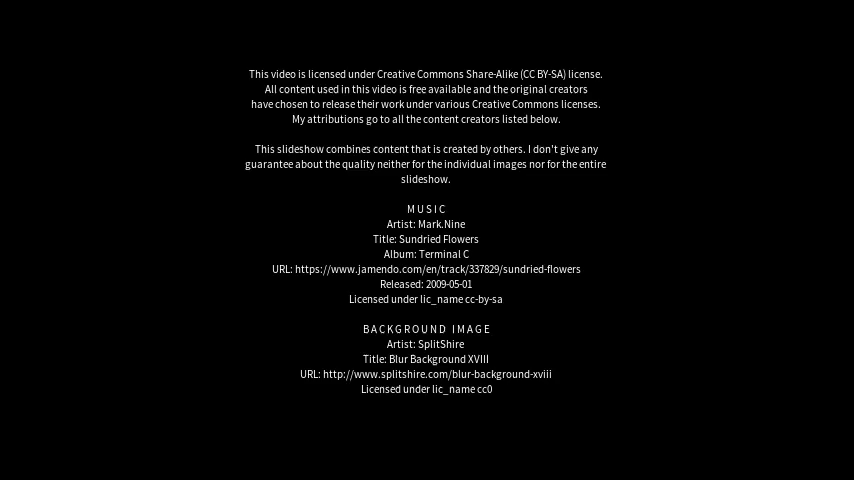 This video is licensed under Creative Commons Share-Alike (CC BY-SA) license.
All content used in this video is free available and the original creators
have chosen to release their work under various Creative Commons licenses.
My attributions go to all the content creators listed below.
This slideshow combines content that is created by others. I don't give any
guarantee about the quality neither for the individual images nor for the entire
slideshow.
MUSIC
Artist: Mark.Nine
Title: Sundried Flowers
Album: Terminal C
URL: https://www.jamendo.com/en/track/337829/sundried-flowers
Released: 2009-05-01
Licensed under lic_name cc-by-sa
BACKGROUND IMAGE
Artist: SplitShire
Title: Blur Background XVIII
URL: http://www.splitshire.com/blur-background-xviii
Licensed under lic_name cc0